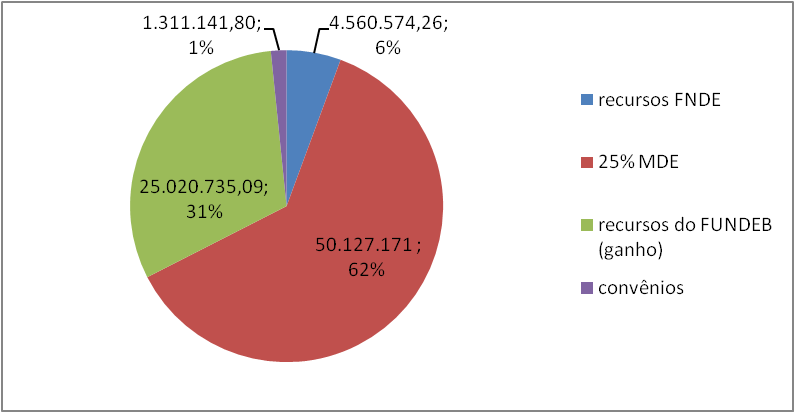 1.311.141,80;
1%
4.560.574,26;
6%
25.020.735,09;
31%
50.127.171 ;
62%
recursos FNDE
25% MDE
recursos do FUNDEB
(ganho)
convênios